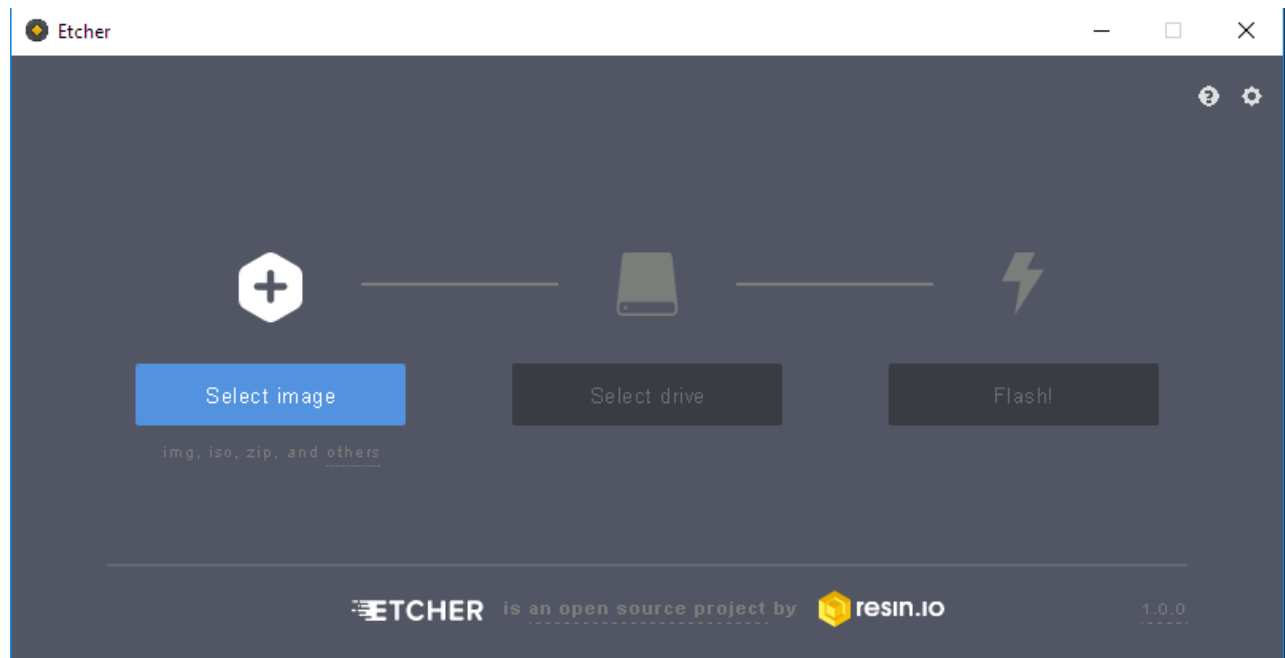 Etcher
Select image
Select drive
Flash!
img, iso, zip, and others
ETCHER is an open source project by resin.io
1.0.0